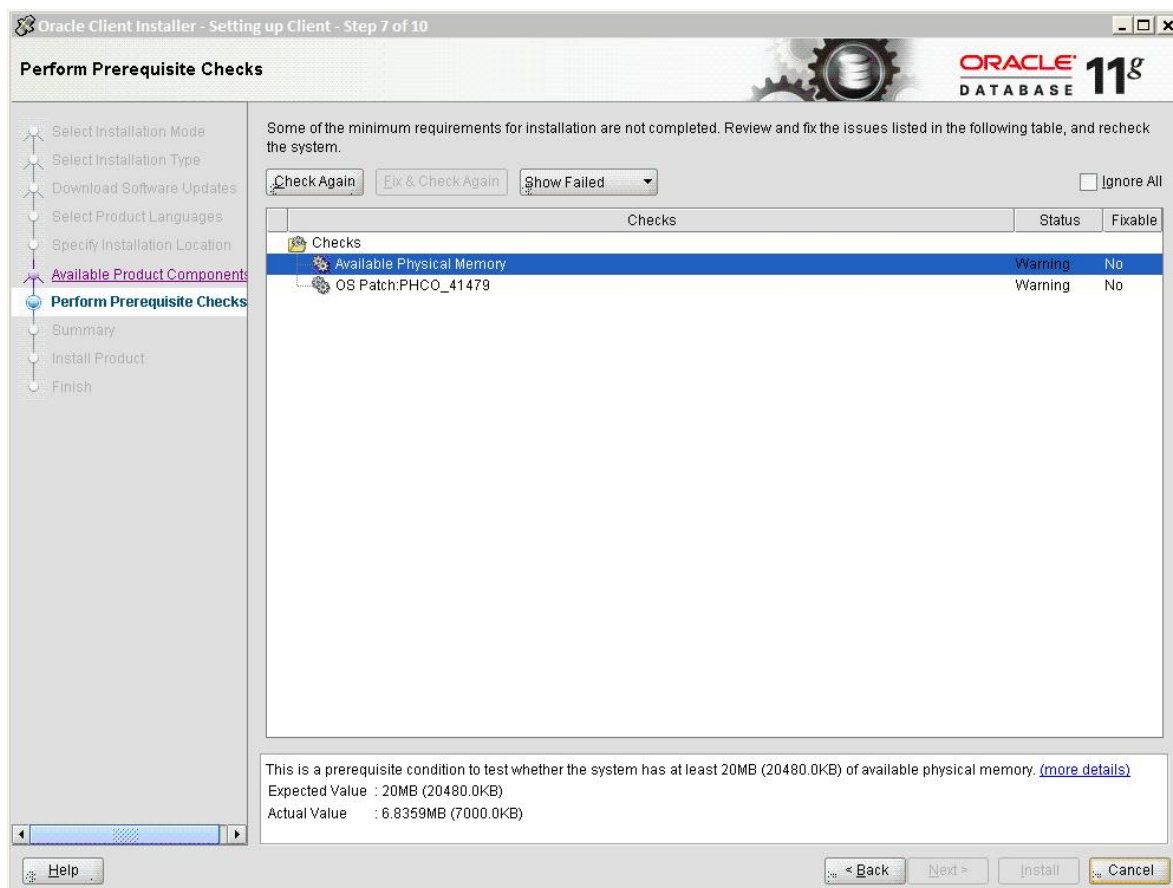 Oracle Client Installer - Setting up Client - Step 7 of 10
Perform Prerequisite Checks
ORACLE
DATABASE
11g
Select Installation Mode
Select Installation Type
Download Software Updates
Select Product Languages
Specify Installation Location
Available Product Components
Perform Prerequisite Checks
Summary
Install Product
Finish
Some of the minimum requirements for installation are not completed. Review and fix the issues listed in the following table, and recheck
the system.
Check Again Fix & Check Again Show Failed Ignore All
Checks Status Fixable
Checks
Available Physical Memory Warning No
OS Patch:PHCO_41479 Warning No
This is a prerequisite condition to test whether the system has at least 20MB (20480.0KB) of available physical memory. (more details)
Expected Value : 20MB (20480.0KB)
Actual Value : 6.8359MB (7000.0KB)
Help < Back Next > Install Cancel